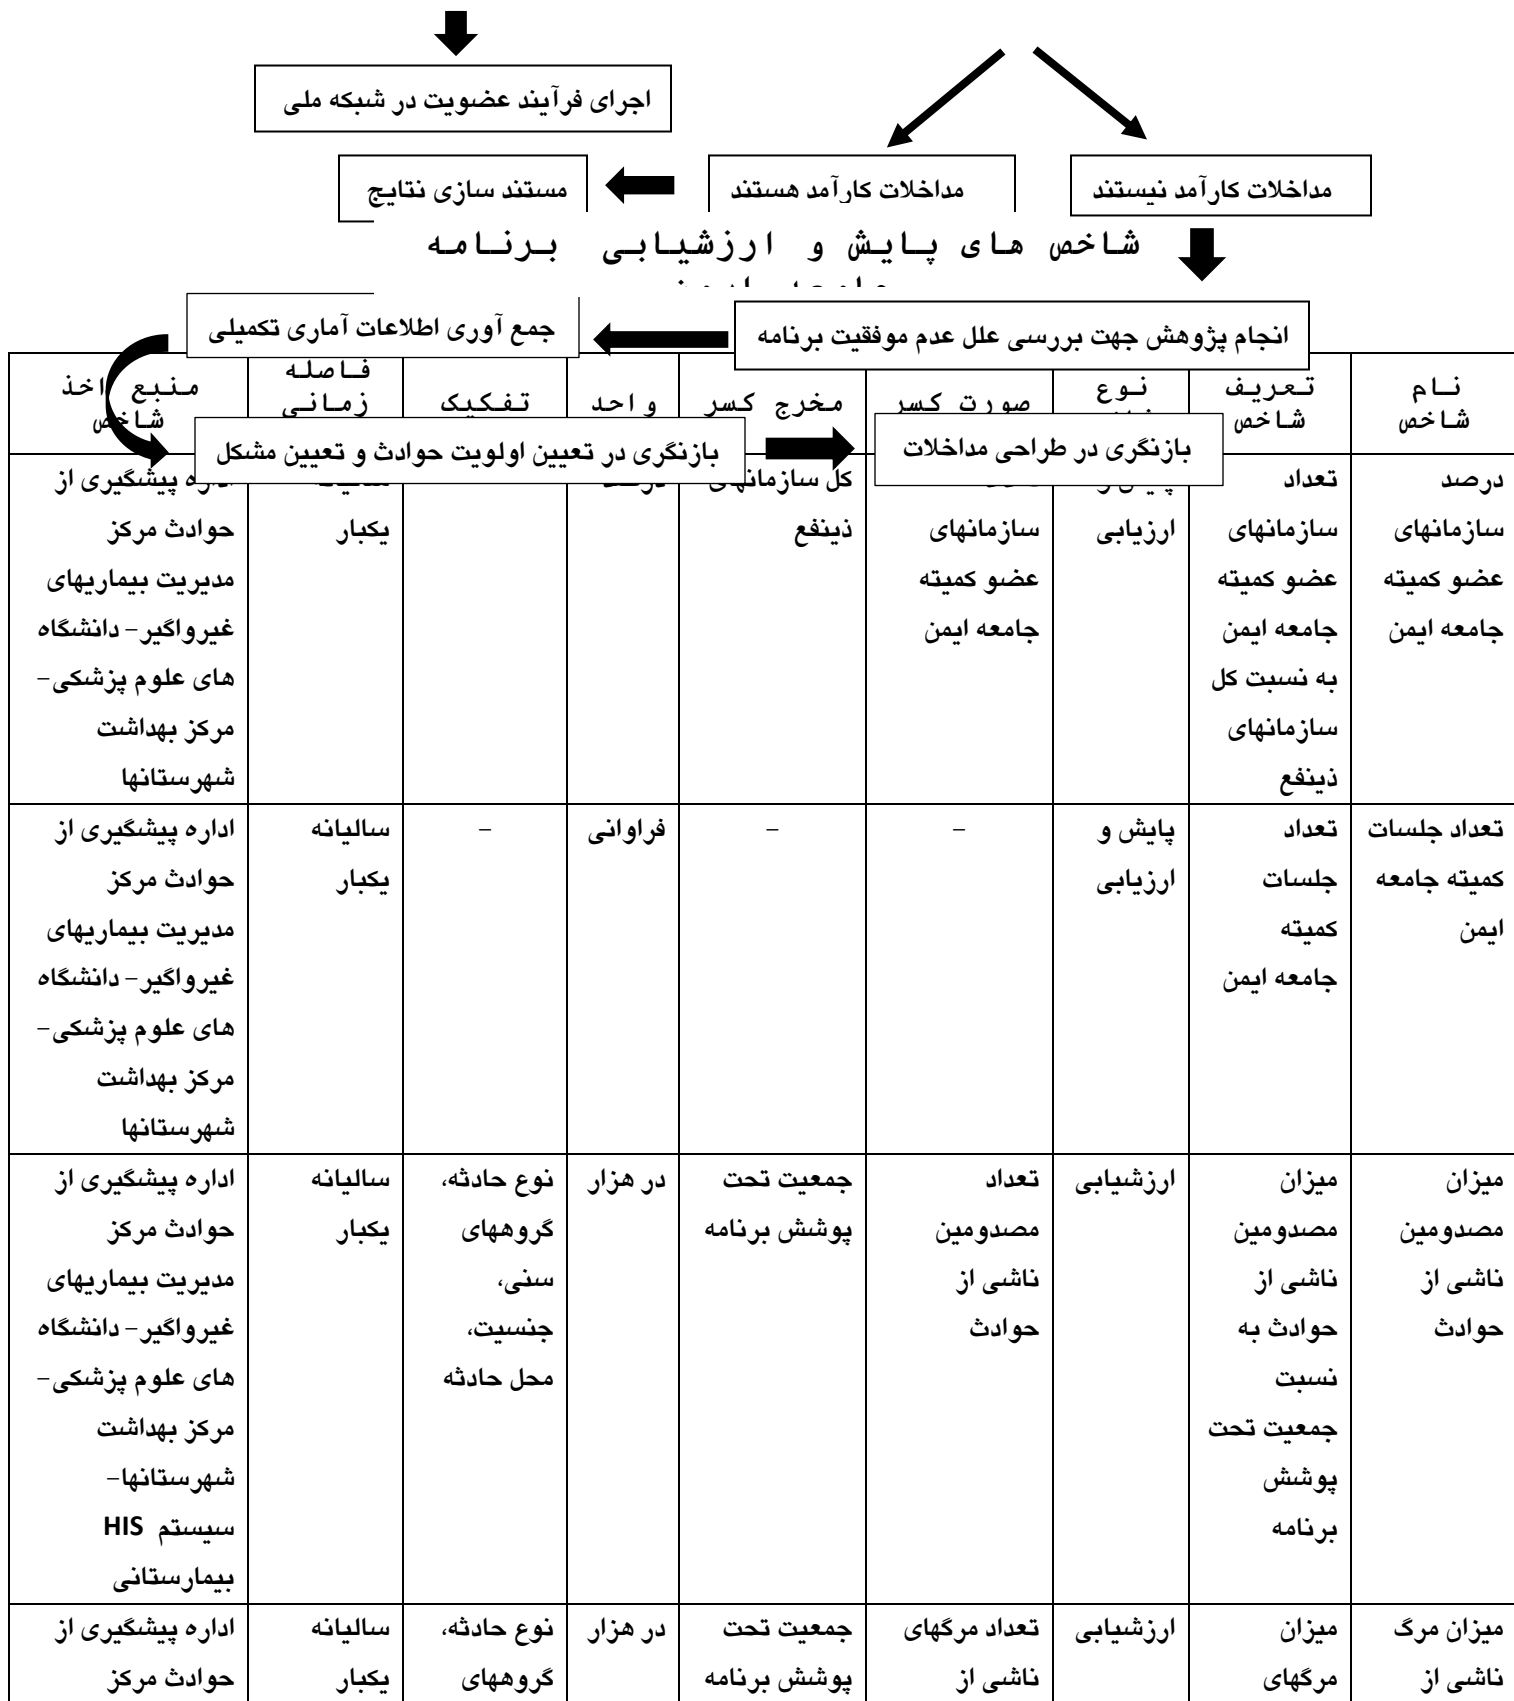 اجرای فرآیند عضویت در شبکه ملی
مداخلات کارآمد نیستند
مداخلات کارآمد هستند
مستند سازی نتایج
شاخص های پایش و ارزشیابی برنامه
انجام پژوهش جهت بررسی علل عدم موفقیت برنامه
جمع آوری اطلاعات آماری تکمیلی
بازنگری در تعیین اولویت حوادث و تعیین مشکل
بازنگری در طراحی مداخلات
نام
شاخص
تعریف
شاخص
نوع
صورت کسر
مخرج کسر
واحد
تفکیک
فاصله
زمانی
منبع اخذ
شاخص
درصد
سازمانهای
عضو کمیته
جامعه ایمن
تعداد
سازمانهای
عضو کمیته
جامعه ایمن
به نسبت کل
سازمانهای
ذینفع
ارزیابی
سازمانهای
عضو کمیته
جامعه ایمن
کل سازمانهای
ذینفع
یکبار
اداره پیشگیری از
حوادث مرکز
مدیریت بیماریهای
غیرواگیر- دانشگاه
های علوم پزشکی-
مرکز بهداشت
شهرستانها
تعداد جلسات
کمیته جامعه
ایمن
تعداد
جلسات
کمیته
جامعه ایمن
پایش و
ارزیابی
-
-
فراوانی
-
سالیانه
یکبار
اداره پیشگیری از
حوادث مرکز
مدیریت بیماریهای
غیرواگیر- دانشگاه
های علوم پزشکی-
مرکز بهداشت
شهرستانها
میزان
مصدومین
ناشی از
حوادث
میزان
مصدومین
ناشی از
حوادث به
نسبت
جمعیت تحت
پوشش
برنامه
ارزشیابی
تعداد
مصدومین
ناشی از
حوادث
جمعیت تحت
پوشش برنامه
در هزار
نوع حادثه،
گروههای
سنی،
جنسیت،
محل حادثه
سالیانه
یکبار
اداره پیشگیری از
حوادث مرکز
مدیریت بیماریهای
غیرواگیر- دانشگاه
های علوم پزشکی-
مرکز بهداشت
شهرستانها-
سیستم HIS
بیمارستانی
میزان مرگ
ناشی از
میزان
مرگهای
ارزشیابی
تعداد مرگهای
ناشی از
جمعیت تحت
پوشش برنامه
در هزار
نوع حادثه،
گروههای
سالیانه
یکبار
اداره پیشگیری از
حوادث مرکز